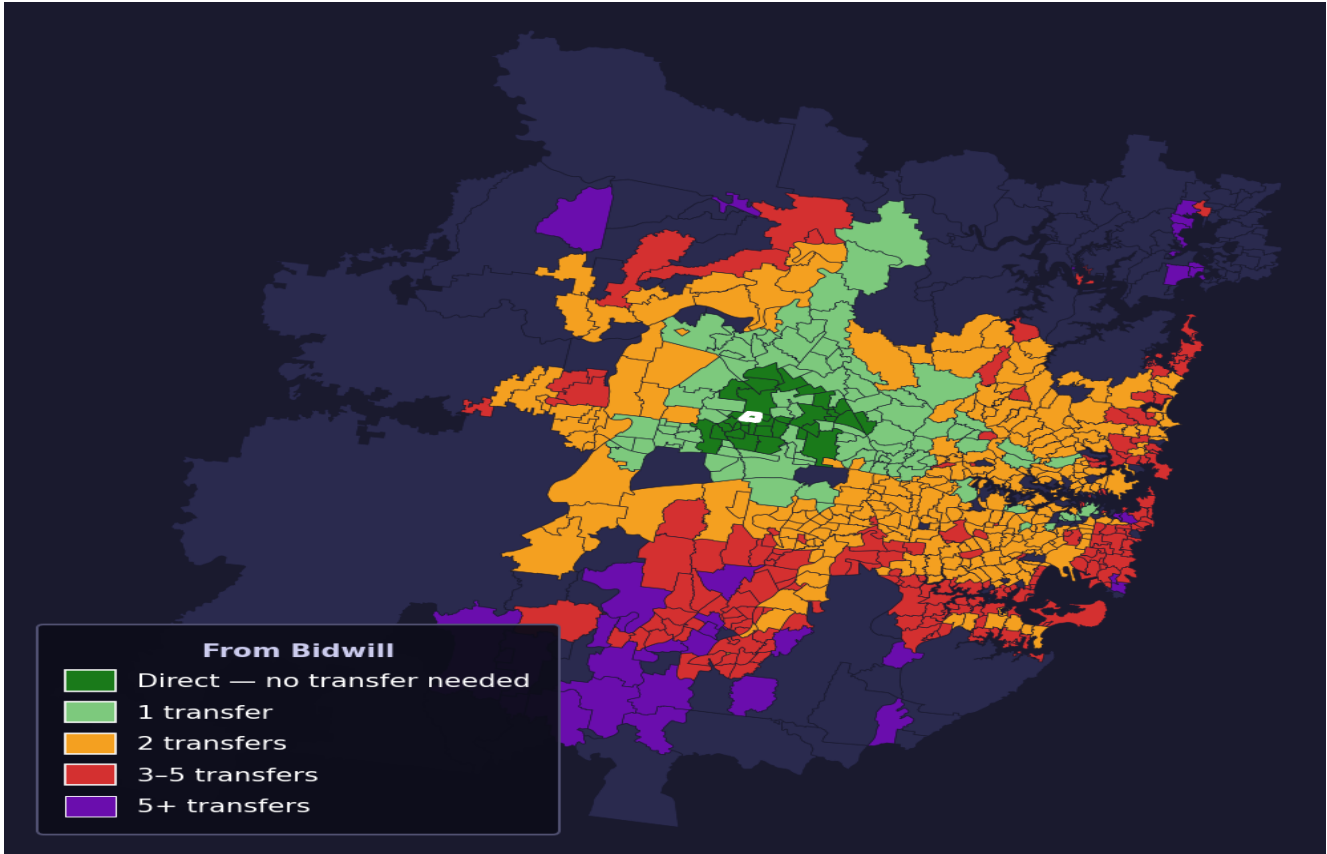 From Bidwill
Direct — no transfer needed
1 transfer
2 transfers
3–5 transfers
5+ transfers